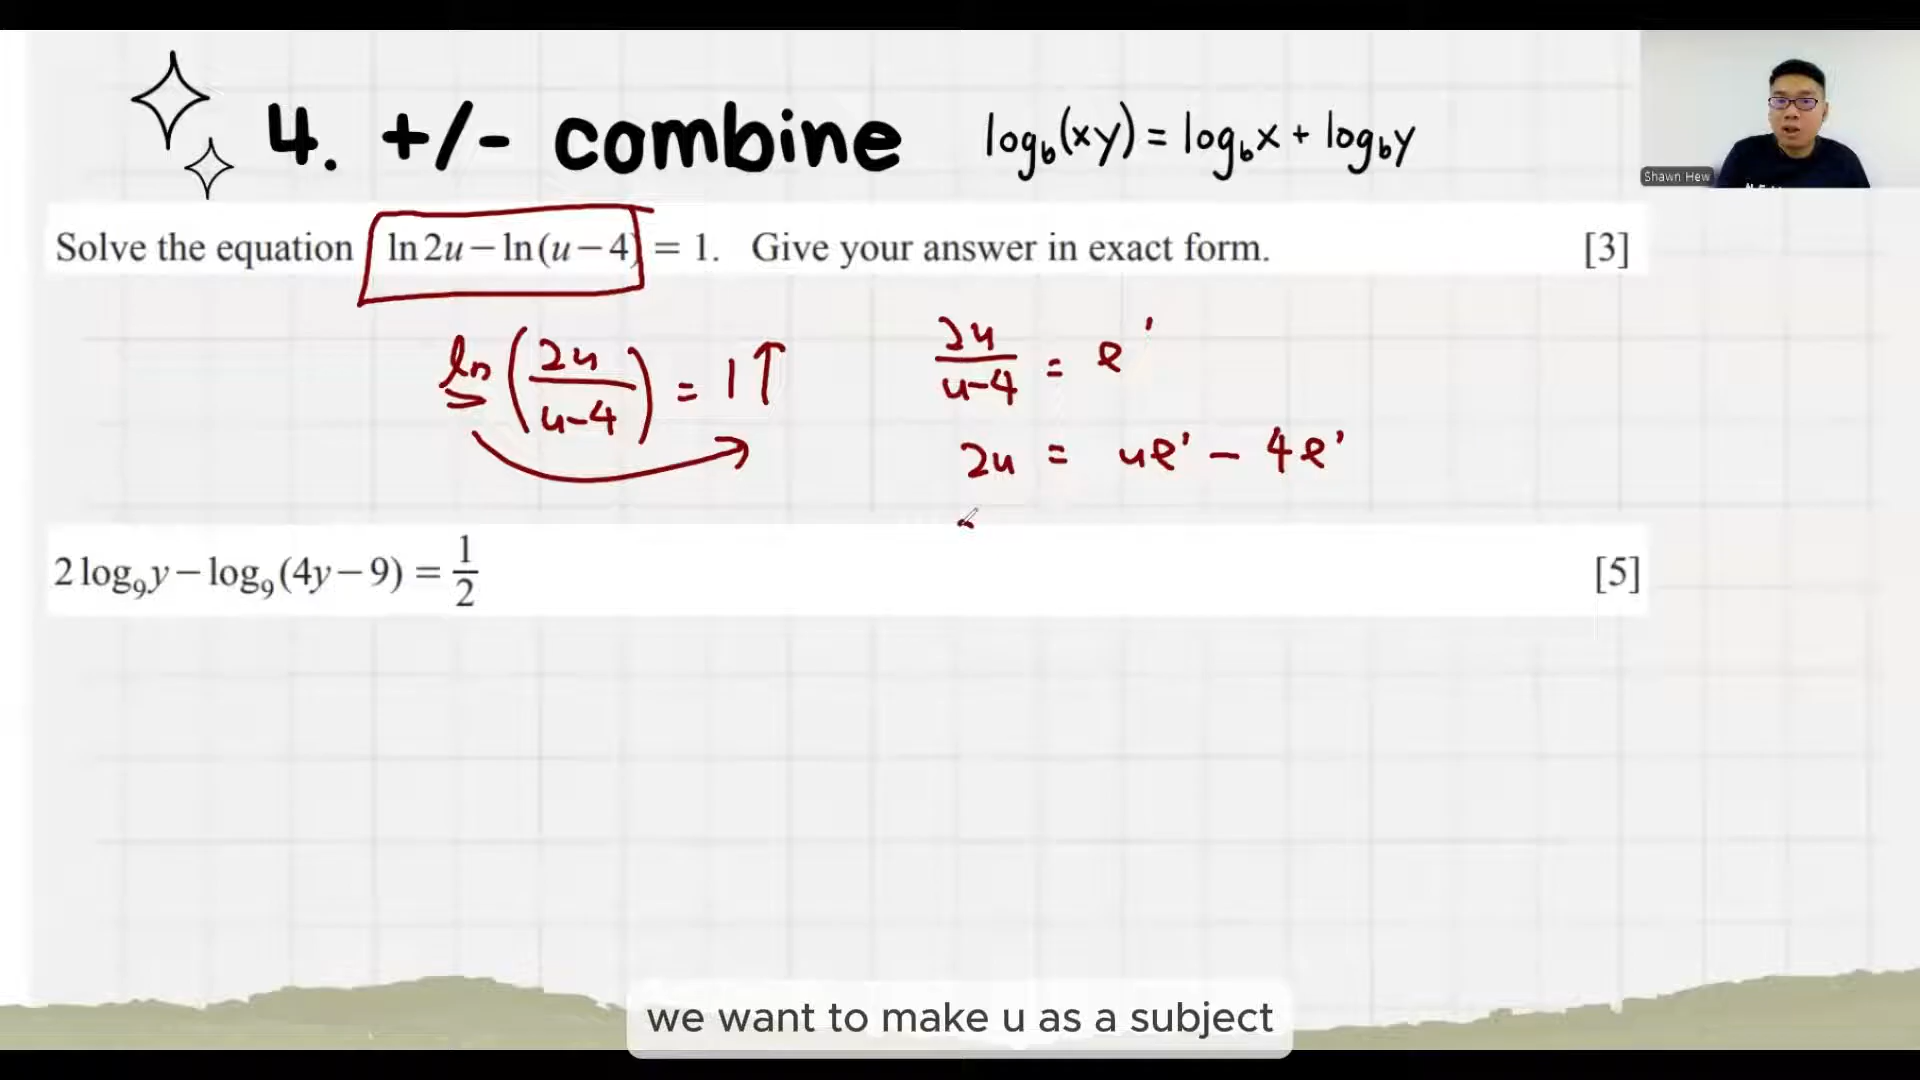 4. +/- combine log_b(xy) = log_b x + log_b y
Shawn Hew
Solve the equation ln 2u − ln(u − 4) = 1. Give your answer in exact form. [3]
ln (2u/(u-4)) = 1 ↑
2u/(u-4) = e¹
2u = ue¹ - 4e¹
2 log₉ y − log₉ (4y − 9) = 1/2 [5]
we want to make u as a subject